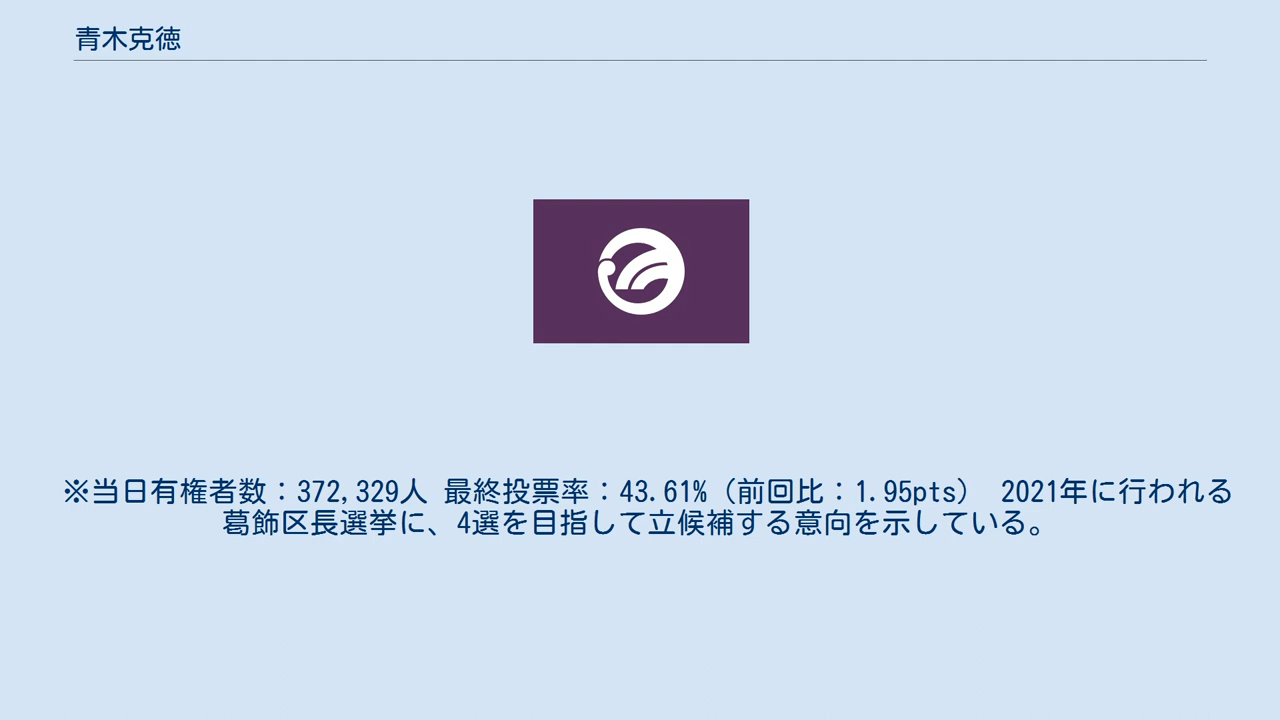 青木克徳
※当日有権者数：372,329人 最終投票率：43.61%（前回比：1.95pts） 2021年に行われる
葛飾区長選挙に、4選を目指して立候補する意向を示している。